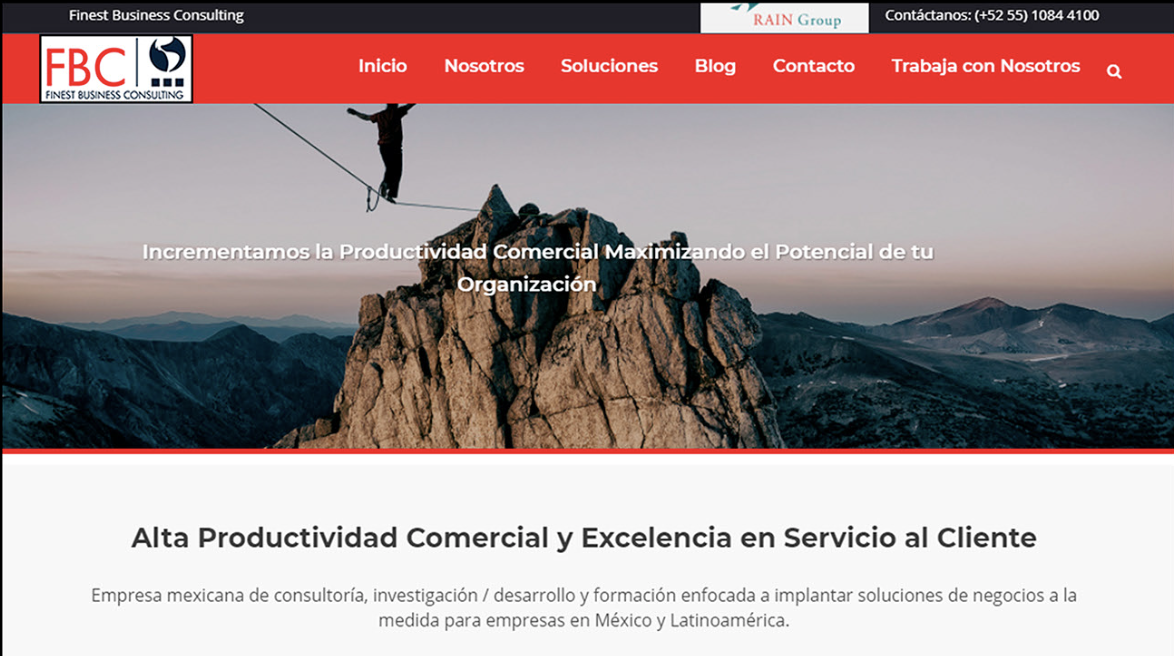 Finest Business Consulting
RAIN Group
Contáctanos: (+52 55) 1084 4100
FBC
FINEST BUSINESS CONSULTING
Inicio Nosotros Soluciones Blog Contacto Trabaja con Nosotros
Incrementamos la Productividad Comercial Maximizando el Potencial de tu
Organización
Alta Productividad Comercial y Excelencia en Servicio al Cliente
Empresa mexicana de consultoría, investigación / desarrollo y formación enfocada a implantar soluciones de negocios a la
medida para empresas en México y Latinoamérica.